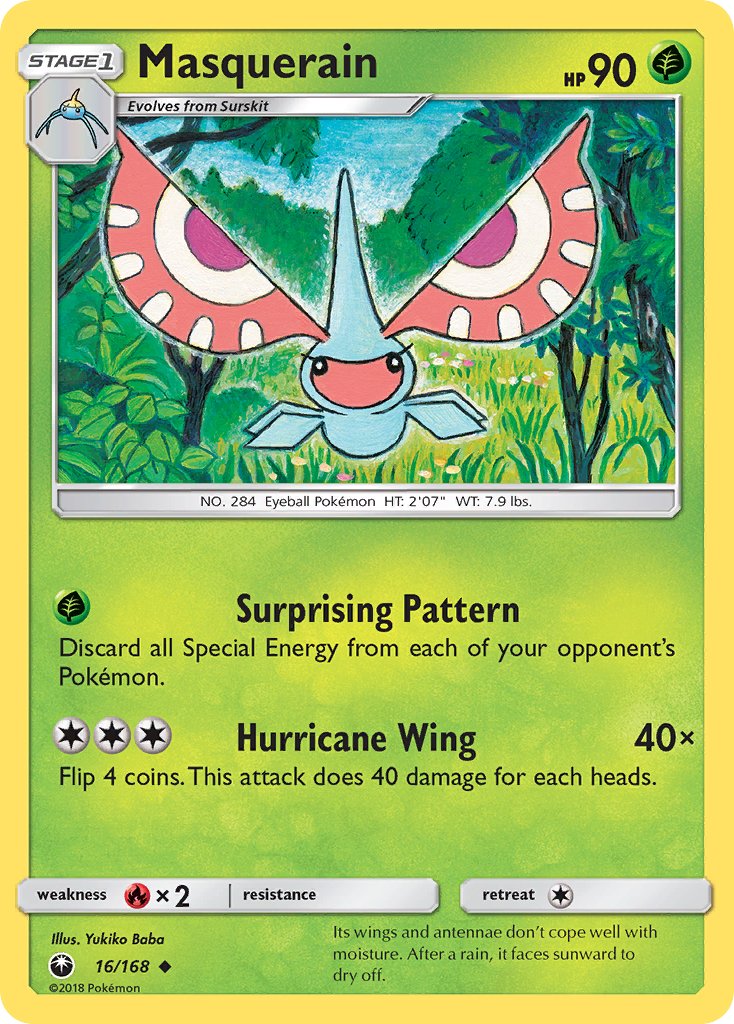 STAGE1 Masquerain HP90
Evolves from Surskit
NO. 284 Eyeball Pokémon HT: 2'07" WT: 7.9 lbs.
Surprising Pattern
Discard all Special Energy from each of your opponent's
Pokémon.
Hurricane Wing 40×
Flip 4 coins. This attack does 40 damage for each heads.
weakness ×2 resistance retreat
Illus. Yukiko Baba
16/168
©2018 Pokémon
Its wings and antennae don't cope well with
moisture. After a rain, it faces sunward to
dry off.